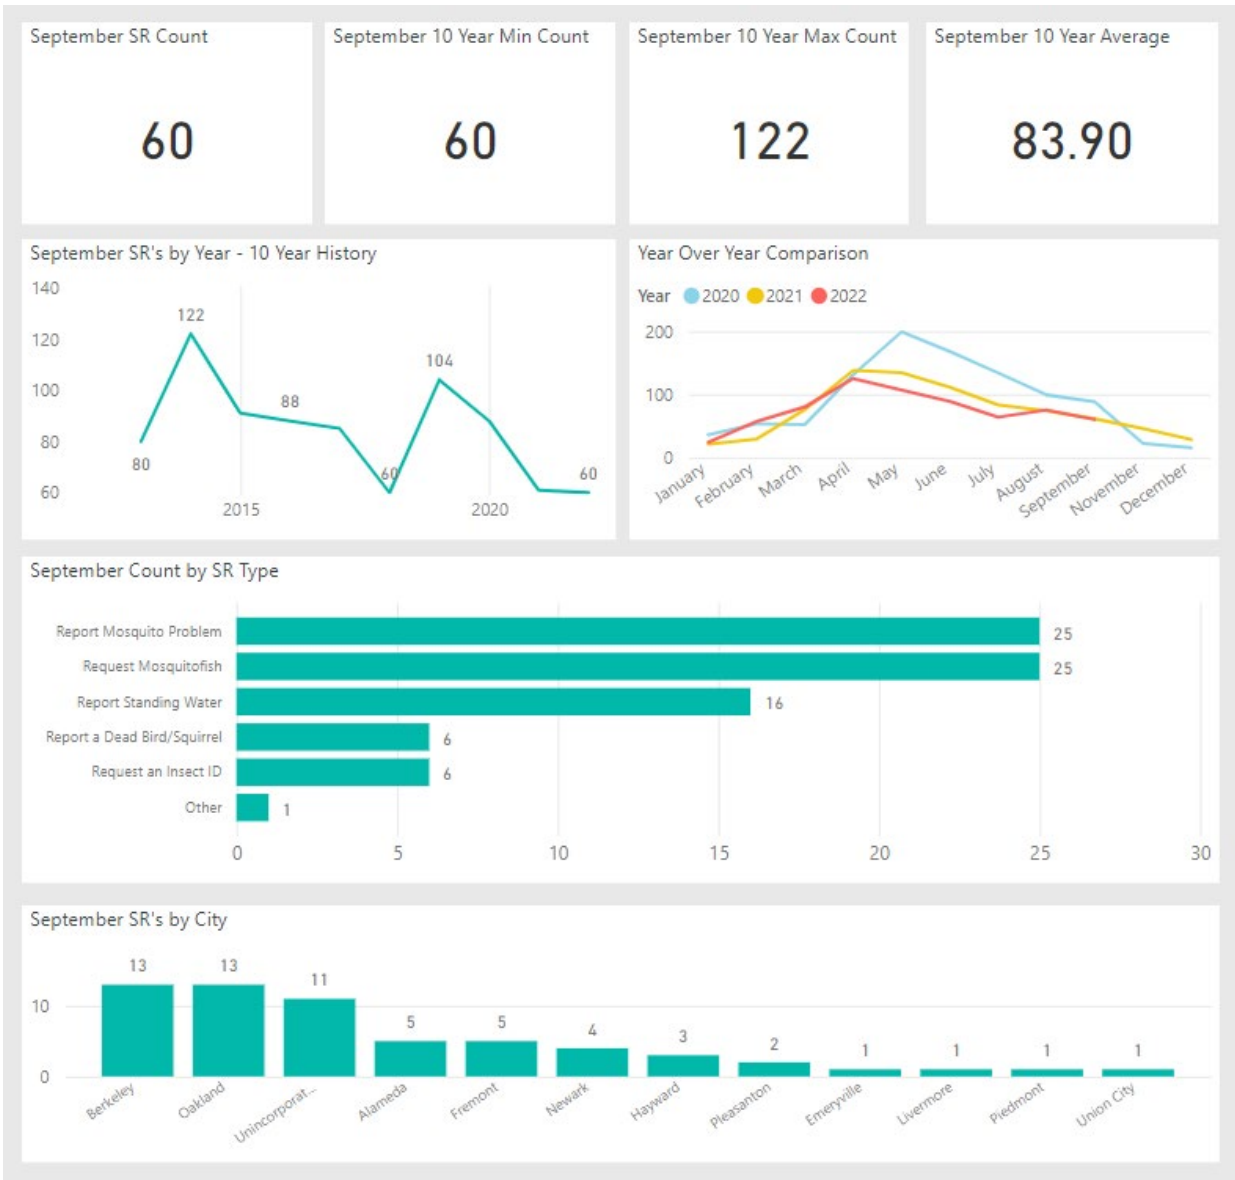 September SR Count
60
September 10 Year Min Count
60
September 10 Year Max Count
122
September 10 Year Average
83.90
September SR's by Year - 10 Year History
140
120
100
80
60
122
88
104
80
60
60
2015
2020
Year Over Year Comparison
Year 2020 2021 2022
200
100
0
January
February
March
April
May
June
July
August
September
November
December
September Count by SR Type
Report Mosquito Problem 25
Request Mosquitofish 25
Report Standing Water 16
Report a Dead Bird/Squirrel 6
Request an Insect ID 6
Other 1
0 5 10 15 20 25 30
September SR's by City
13 13 11 5 5 4 3 2 1 1 1 1
10
0
Berkeley
Oakland
Unincorporat...
Alameda
Fremont
Newark
Hayward
Pleasanton
Emeryville
Livermore
Piedmont
Union City